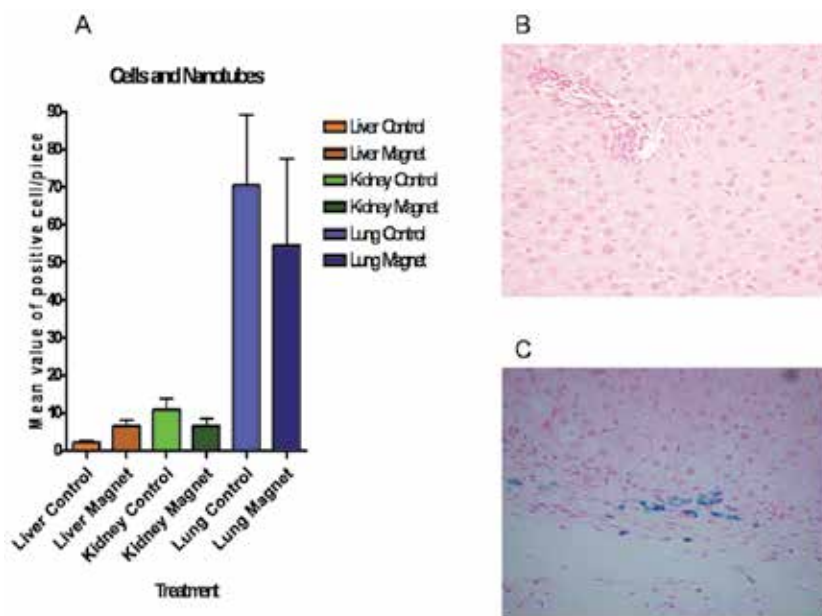 A
Cells and Nanotubes
Mean value of positive cell/piece
90
80
70
60
50
40
30
20
10
0
Liver Control
Liver Magnet
Kidney Control
Kidney Magnet
Lung Control
Lung Magnet
Treatment
Liver Control
Liver Magnet
Kidney Control
Kidney Magnet
Lung Control
Lung Magnet
B
C